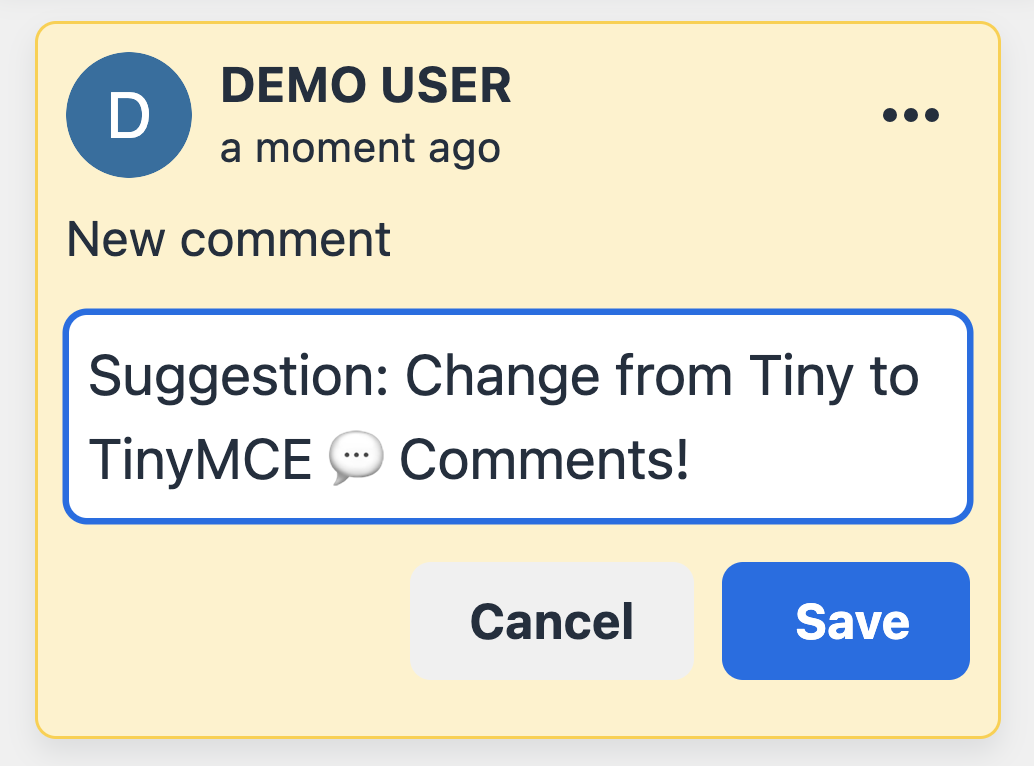 D
DEMO USER
a moment ago
New comment
Suggestion: Change from Tiny to
TinyMCE 💬 Comments!
Cancel
Save